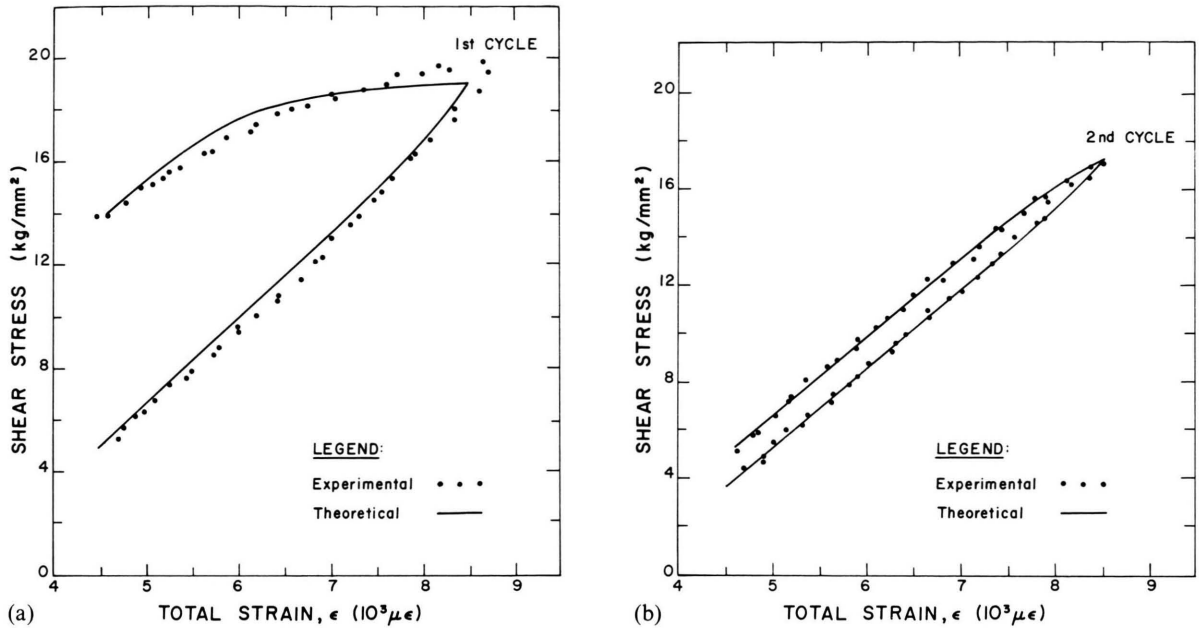 1st CYCLE
20
16
12
8
4
0
SHEAR STRESS (kg/mm²)
LEGEND:
Experimental
Theoretical
4 5 6 7 8 9
(a) TOTAL STRAIN, ϵ (10³μϵ)
2nd CYCLE
20
16
12
8
4
0
SHEAR STRESS (kg/mm²)
LEGEND:
Experimental
Theoretical
4 5 6 7 8 9
(b) TOTAL STRAIN, ϵ (10³μϵ)